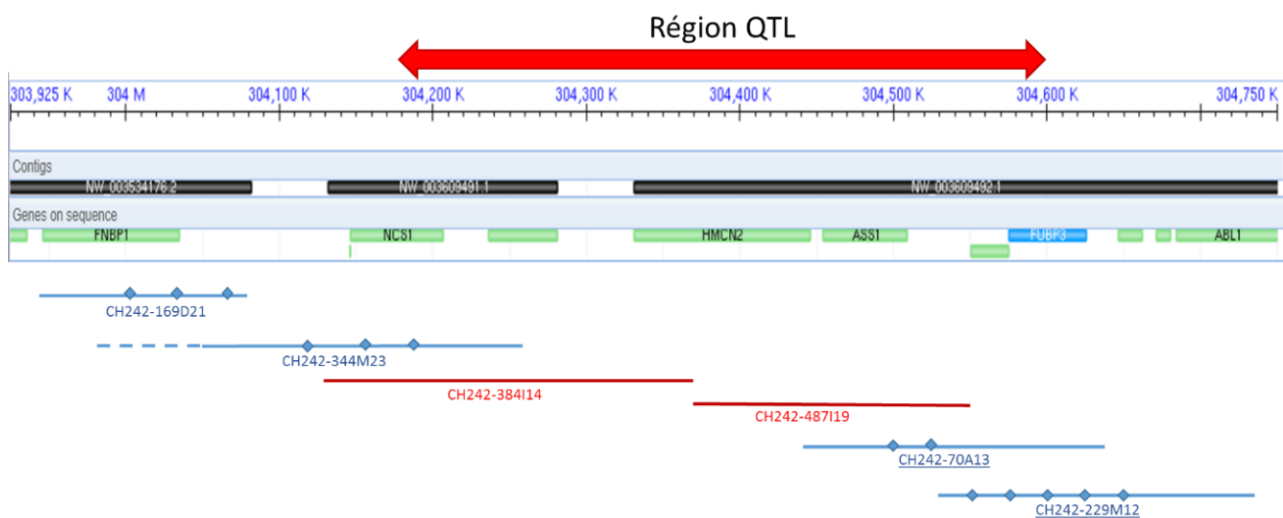 Région QTL
303,925 K 304 M 304,100 K 304,200 K 304,300 K 304,400 K 304,500 K 304,600 K 304,750 K
Contigs
NW_003534176.2 NW_003609491.1 NW_003609492.1
Genes on sequence
FNBP1 NCS1 HMCN2 ASS1 FUBP3 ABL1
CH242-169D21
CH242-344M23
CH242-384I14
CH242-487I19
CH242-70A13
CH242-229M12